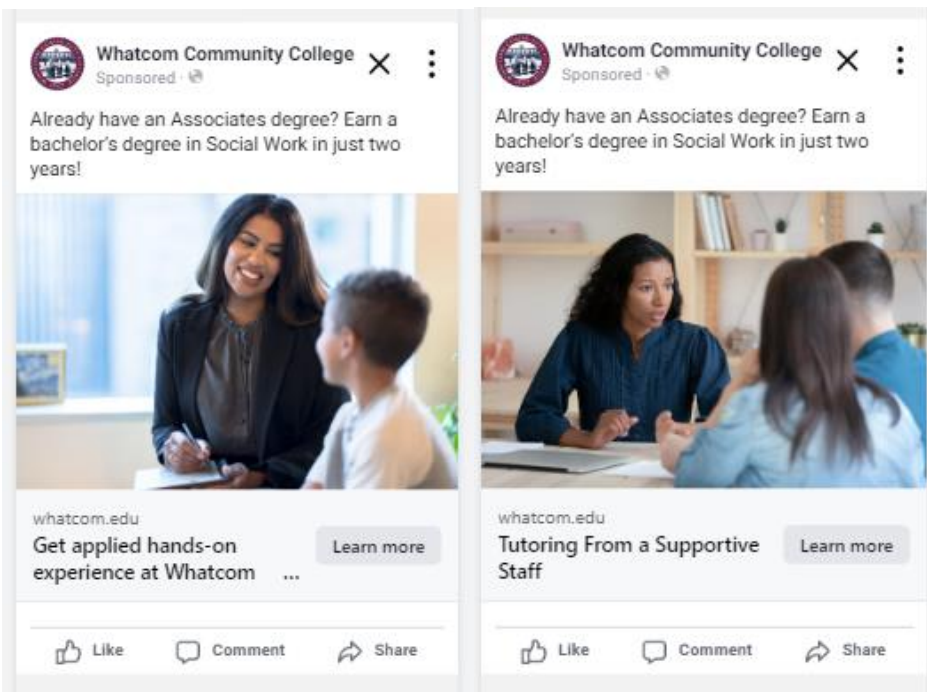 Whatcom Community College
Sponsored ·
Already have an Associates degree? Earn a
bachelor's degree in Social Work in just two
years!
whatcom.edu
Get applied hands-on
experience at Whatcom ...
Learn more
Like Comment Share
Whatcom Community College
Sponsored ·
Already have an Associates degree? Earn a
bachelor's degree in Social Work in just two
years!
whatcom.edu
Tutoring From a Supportive
Staff
Learn more
Like Comment Share